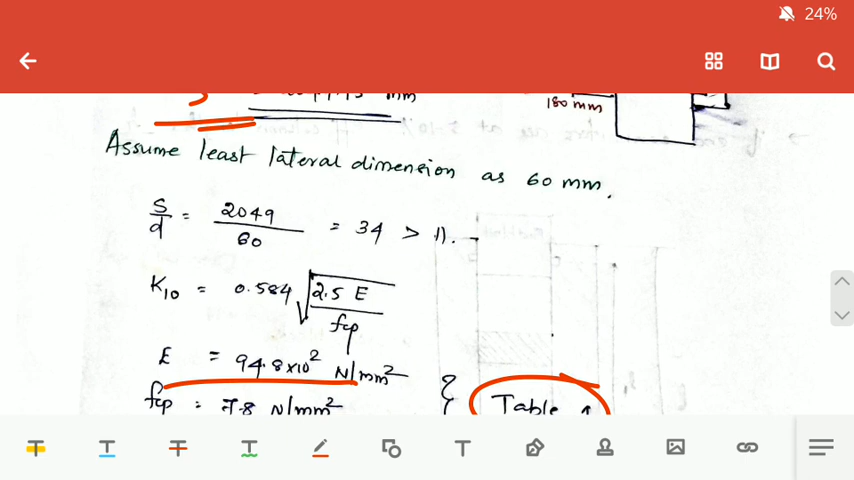 24%
mm
180 mm
Assume least lateral dimension as 60 mm.
S/d = 2049/60 = 34 > 11.
K10 = 0.584 √(2.5 E / fcp)
E = 94.8×10² N/mm²
fcp = 7.8 N/mm² } Table